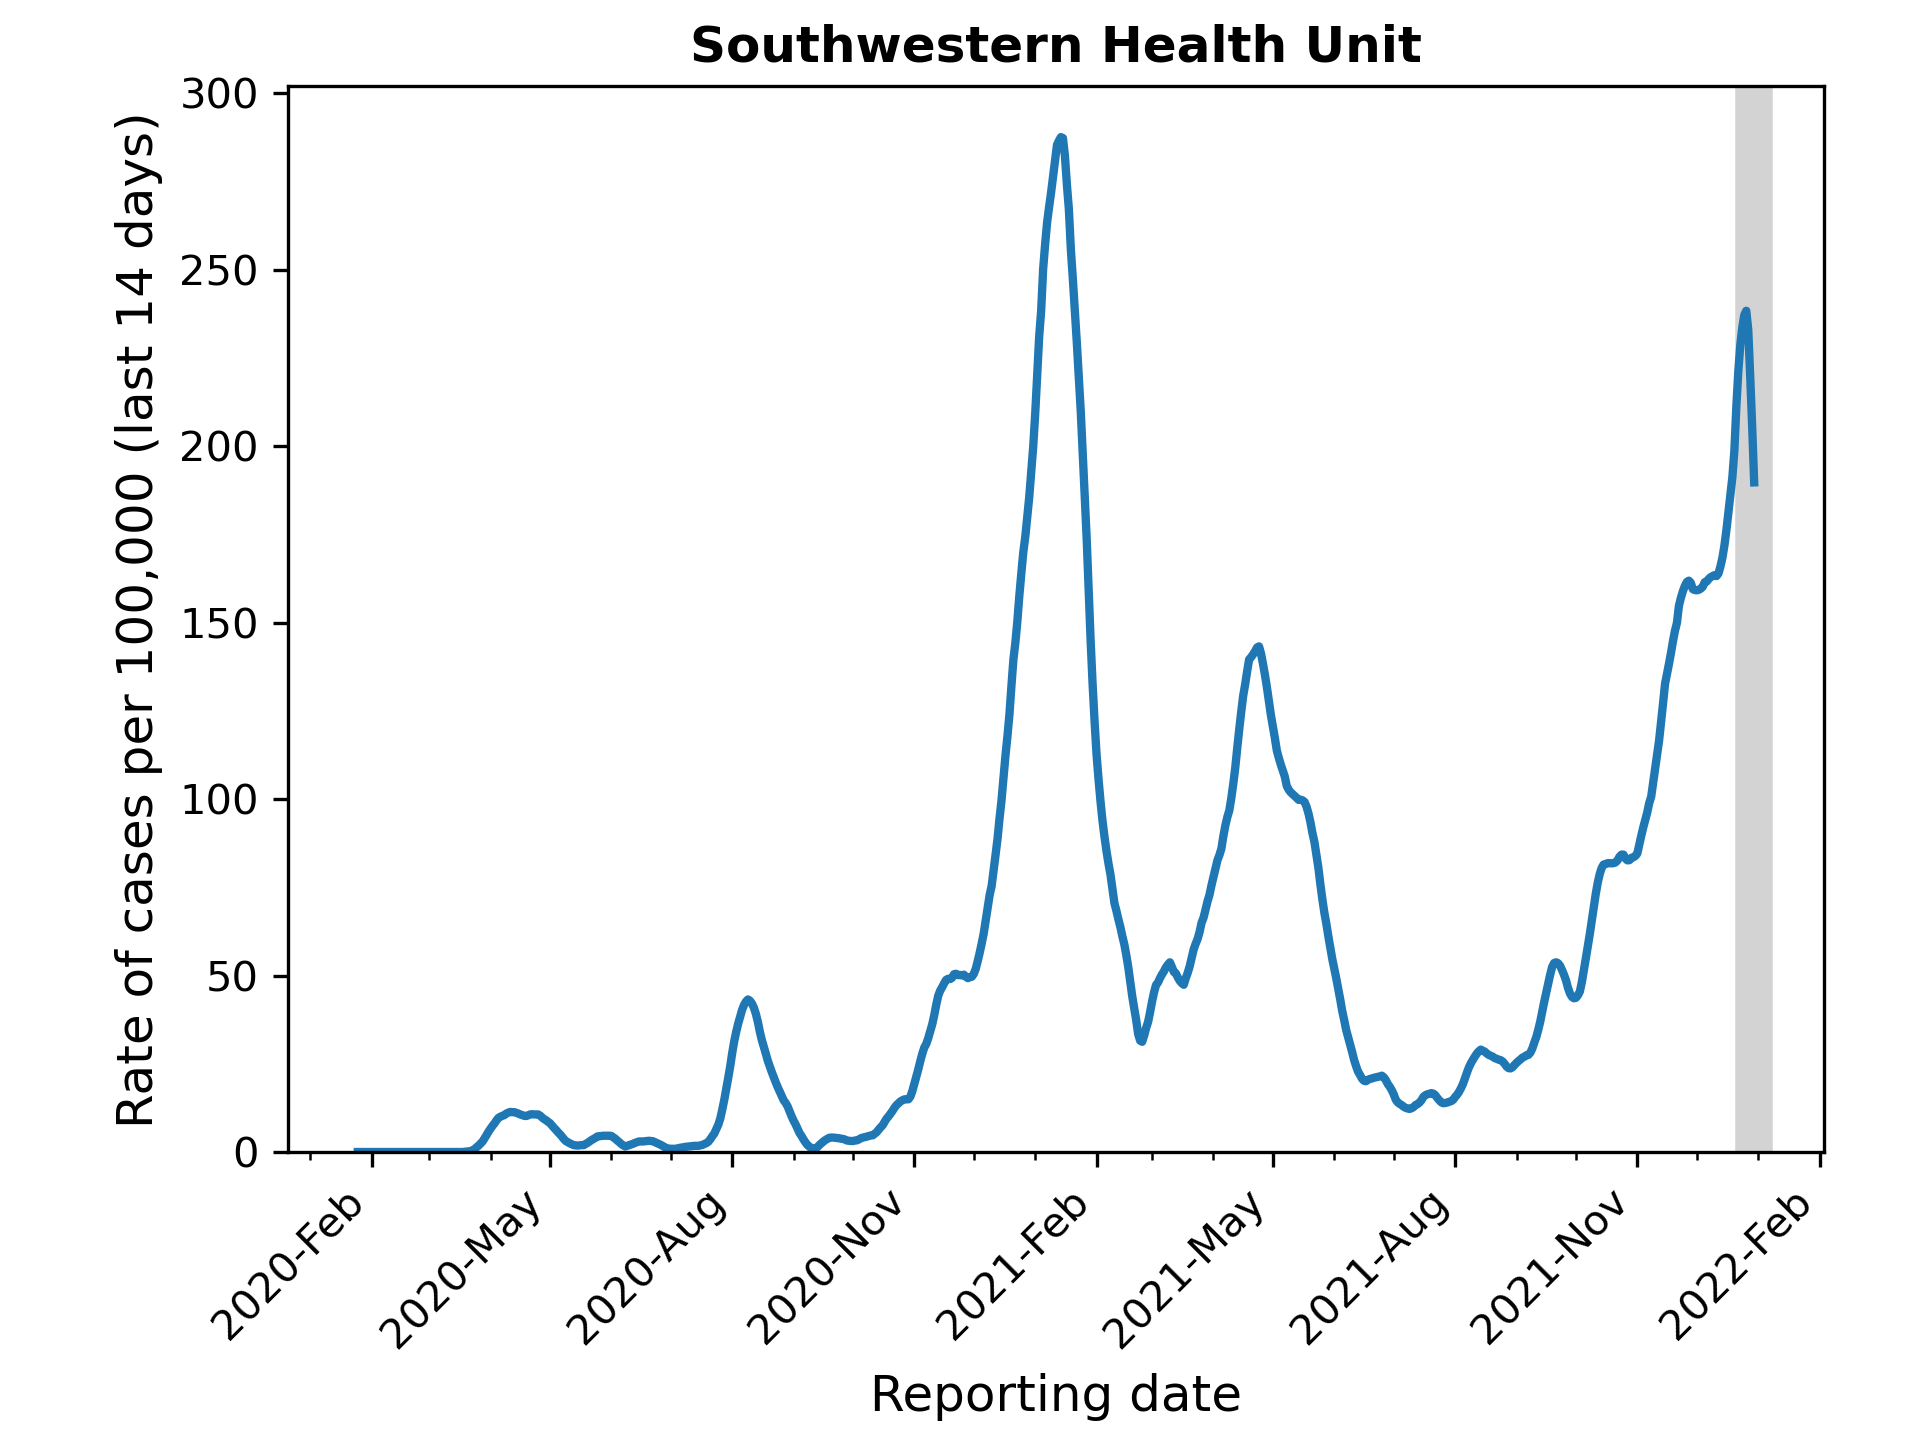 Southwestern Health Unit
Rate of cases per 100,000 (last 14 days)
300
250
200
150
100
50
0
2020-Feb
2020-May
2020-Aug
2020-Nov
2021-Feb
2021-May
2021-Aug
2021-Nov
2022-Feb
Reporting date